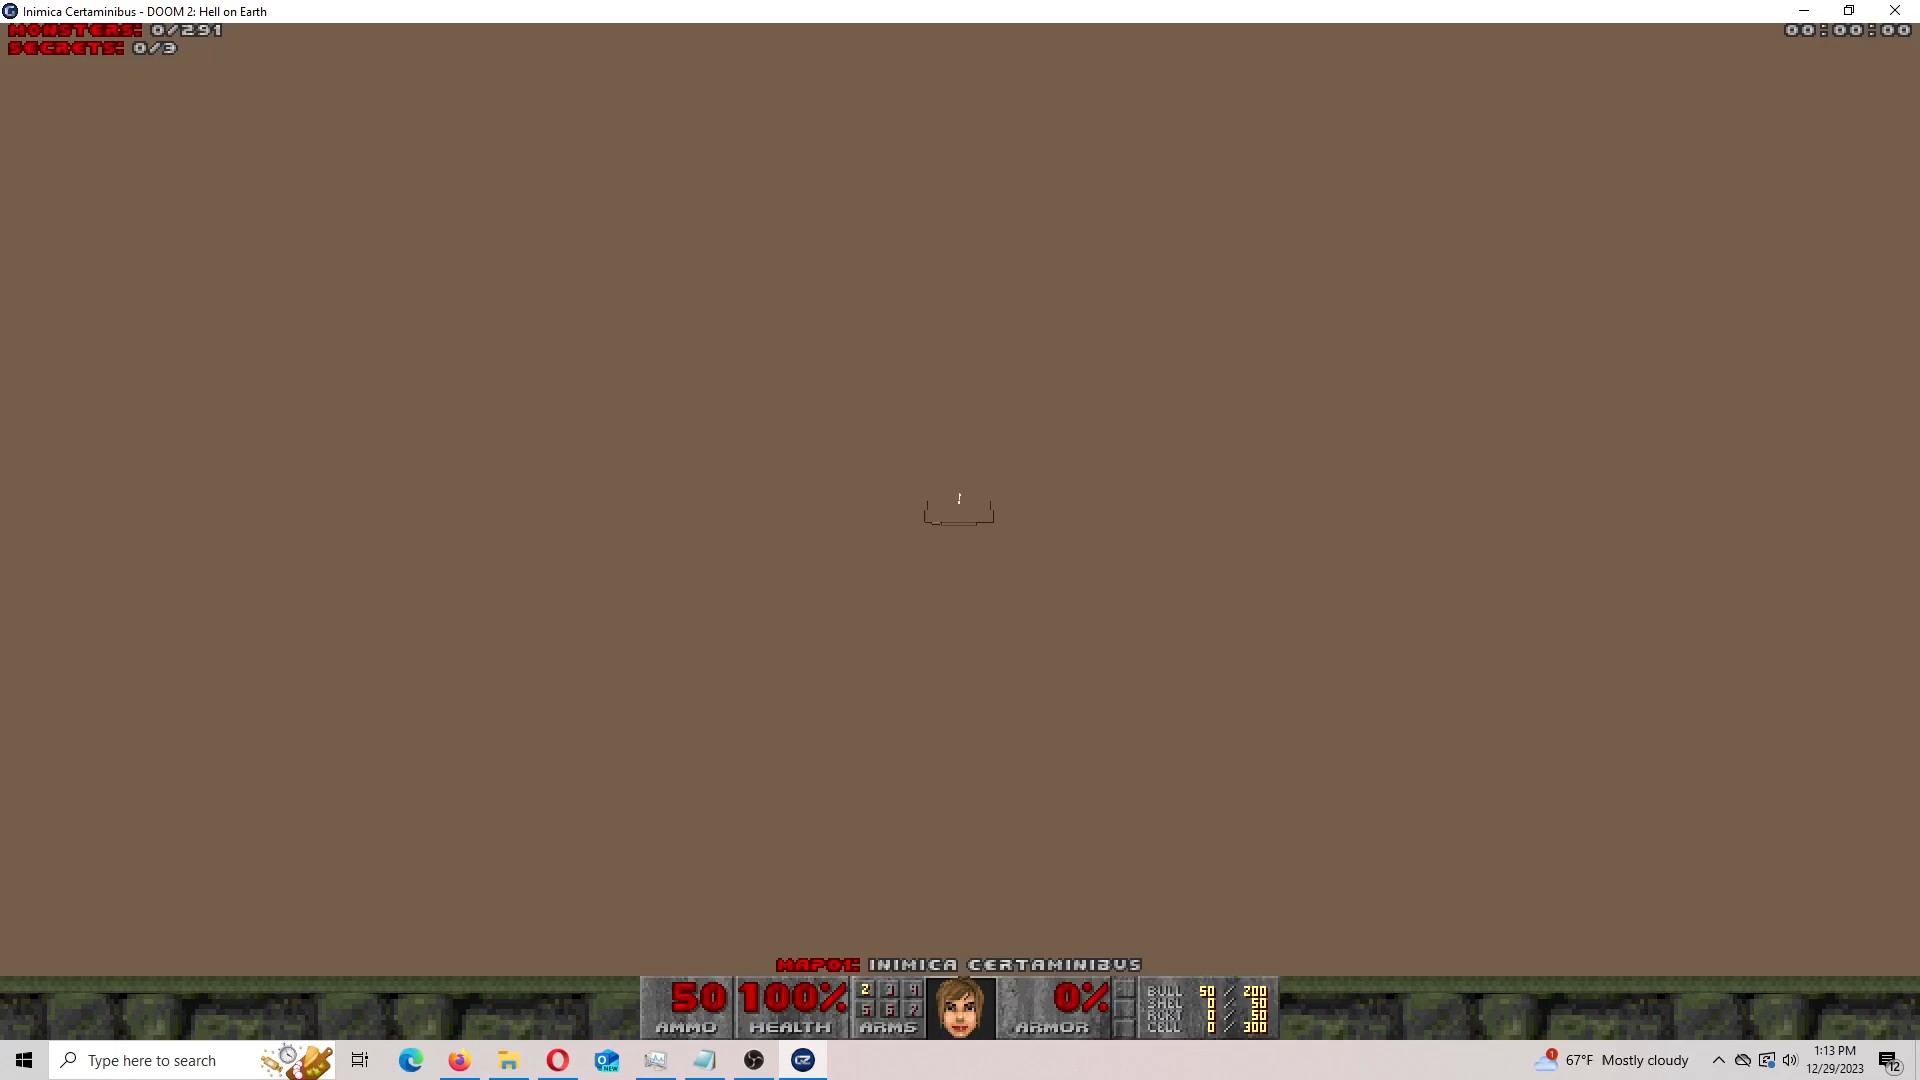 Inimica Certaminibus - DOOM 2: Hell on Earth
MONSTERS: 0/291
00:00:00
SECRETS: 0/3
MAP01: INIMICA CERTAMINIBUS
50 100% 2 3 4 0% BULL 50 / 200
SHEL 0 / 50
5 6 7 RCKT 0 / 50
AMMO HEALTH ARMS ARMOR CELL 0 / 300
Type here to search
NEW
1
67°F Mostly cloudy
1:13 PM
12/29/2023
12